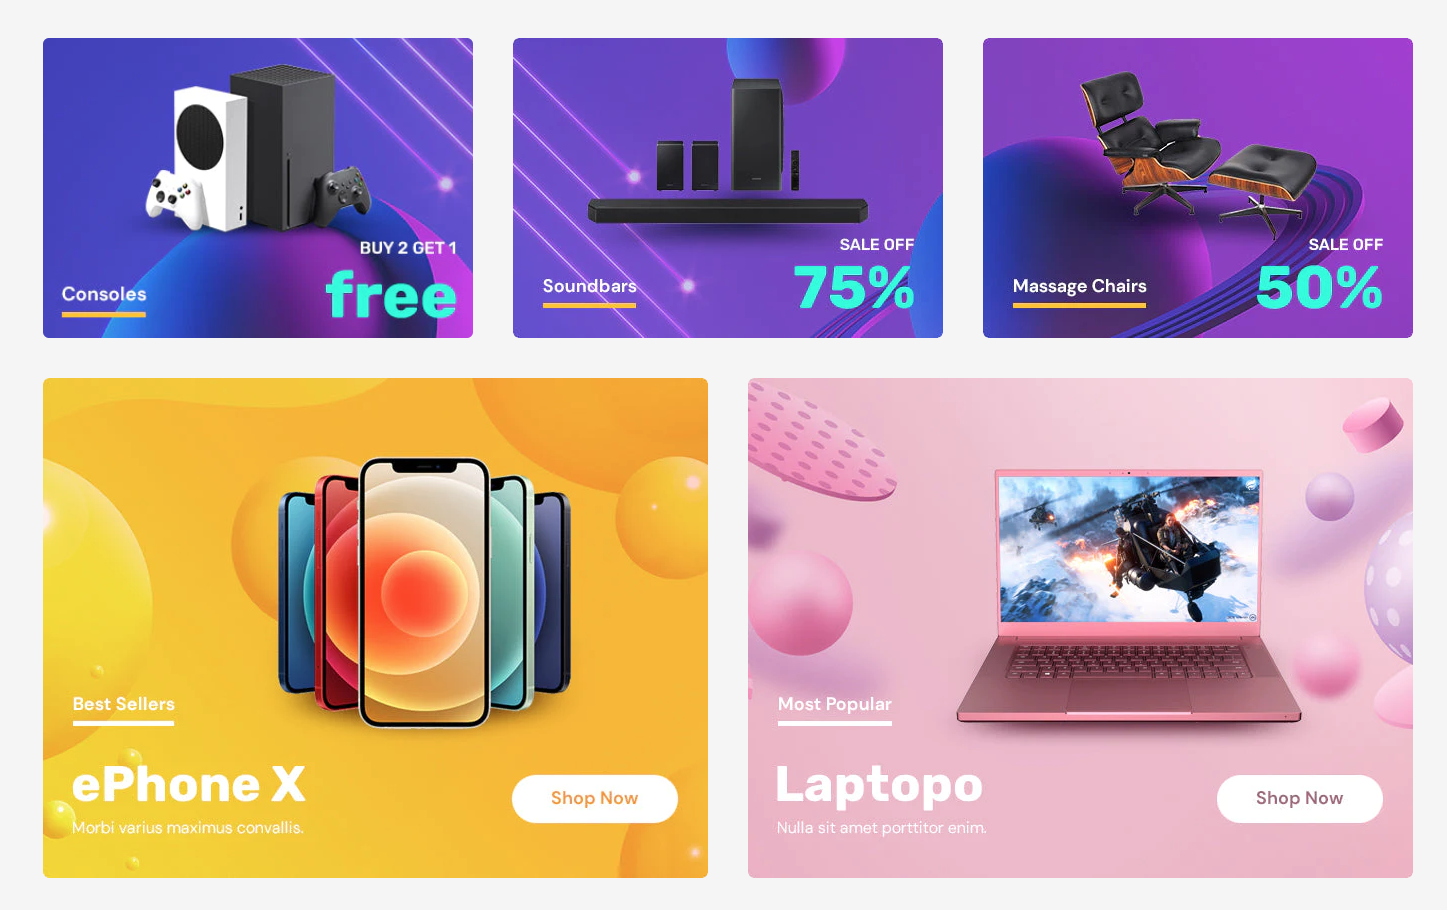 BUY 2 GET 1
Consoles
free
SALE OFF
Soundbars
75%
SALE OFF
Massage Chairs
50%
Best Sellers
ePhone X
Morbi varius maximus convallis.
Shop Now
Most Popular
Laptopo
Nulla sit amet porttitor enim.
Shop Now